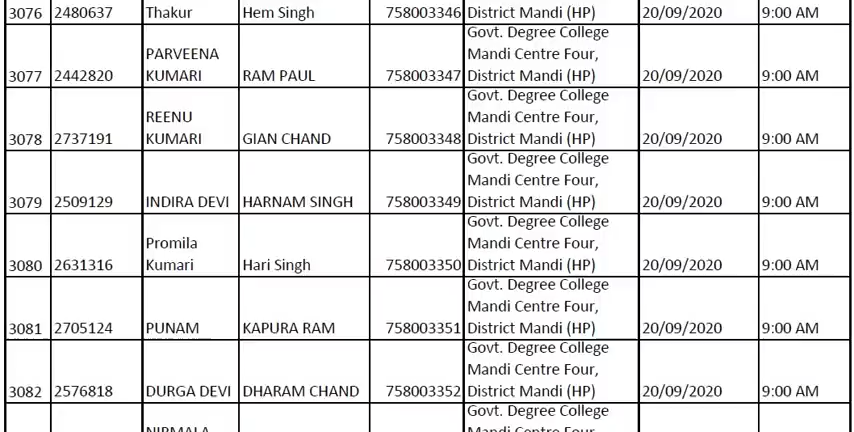 3076 2480637 Thakur Hem Singh 758003346 District Mandi (HP) 20/09/2020 9:00 AM
Govt. Degree College
PARVEENA Mandi Centre Four,
3077 2442820 KUMARI RAM PAUL 758003347 District Mandi (HP) 20/09/2020 9:00 AM
Govt. Degree College
REENU Mandi Centre Four,
3078 2737191 KUMARI GIAN CHAND 758003348 District Mandi (HP) 20/09/2020 9:00 AM
Govt. Degree College
Mandi Centre Four,
3079 2509129 INDIRA DEVI HARNAM SINGH 758003349 District Mandi (HP) 20/09/2020 9:00 AM
Govt. Degree College
Promila Mandi Centre Four,
3080 2631316 Kumari Hari Singh 758003350 District Mandi (HP) 20/09/2020 9:00 AM
Govt. Degree College
Mandi Centre Four,
3081 2705124 PUNAM KAPURA RAM 758003351 District Mandi (HP) 20/09/2020 9:00 AM
Govt. Degree College
Mandi Centre Four,
3082 2576818 DURGA DEVI DHARAM CHAND 758003352 District Mandi (HP) 20/09/2020 9:00 AM
Govt. Degree College
NIRMALA Mandi Centre Four,